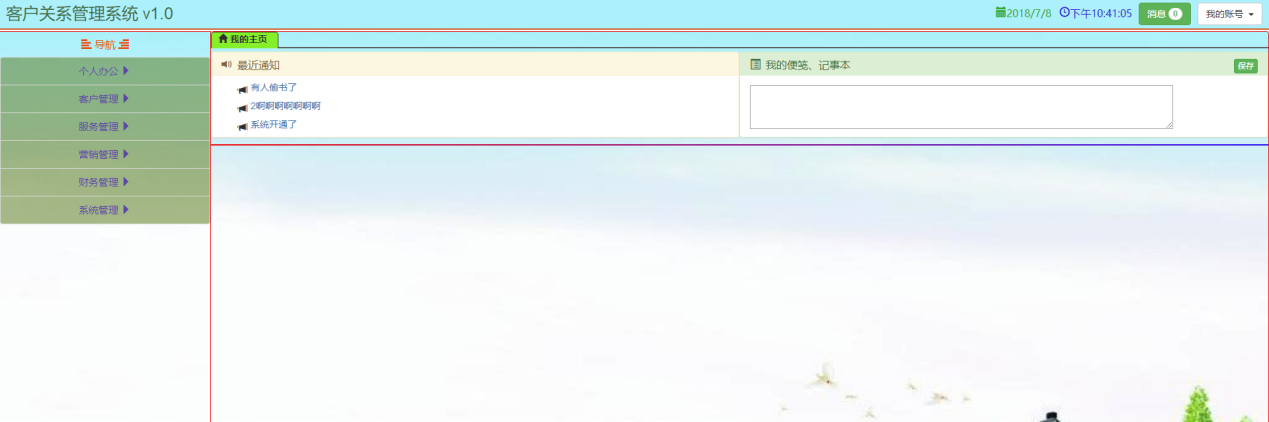 客户关系管理系统 v1.0
2018/7/8 下午10:41:05 消息 0 我的账号
导航
个人办公
客户管理
服务管理
营销管理
财务管理
系统管理
我的主页
最近通知
有人偷书了
2啊啊啊啊啊啊啊
系统开通了
我的便笺、记事本
保存